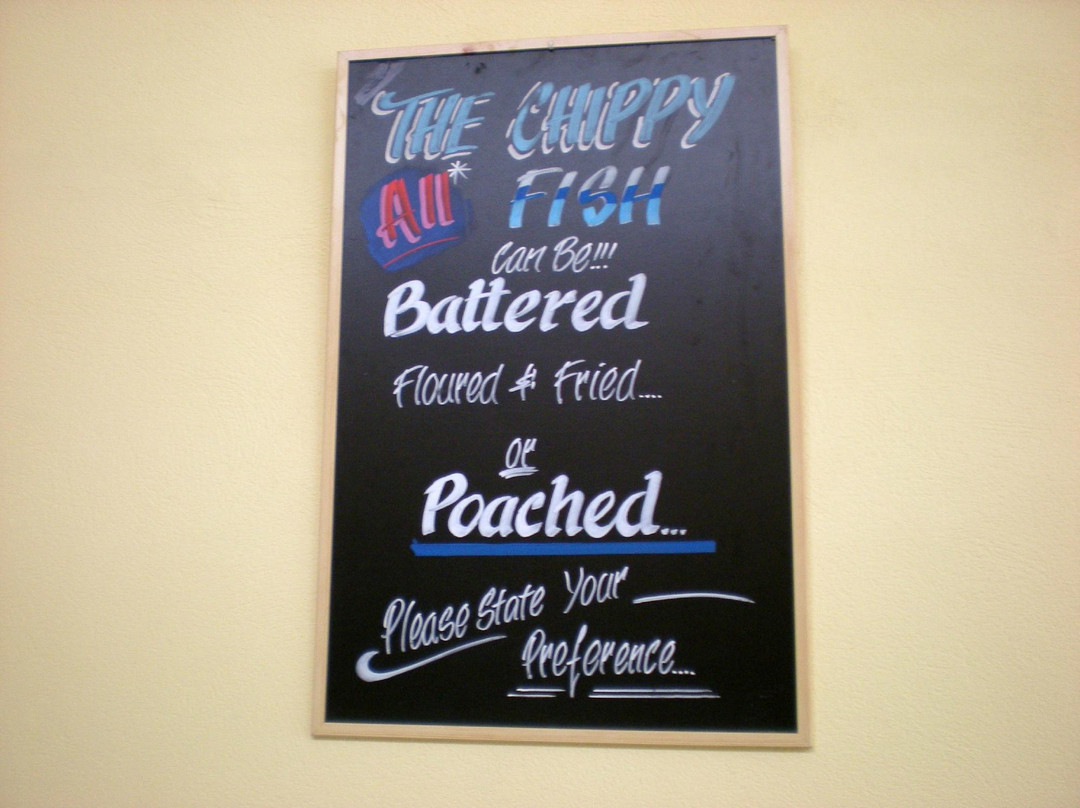 THE CHIPPY
All* FISH
Can Be!!!
Battered
Floured & Fried....
or
Poached...
Please State Your
Preference....